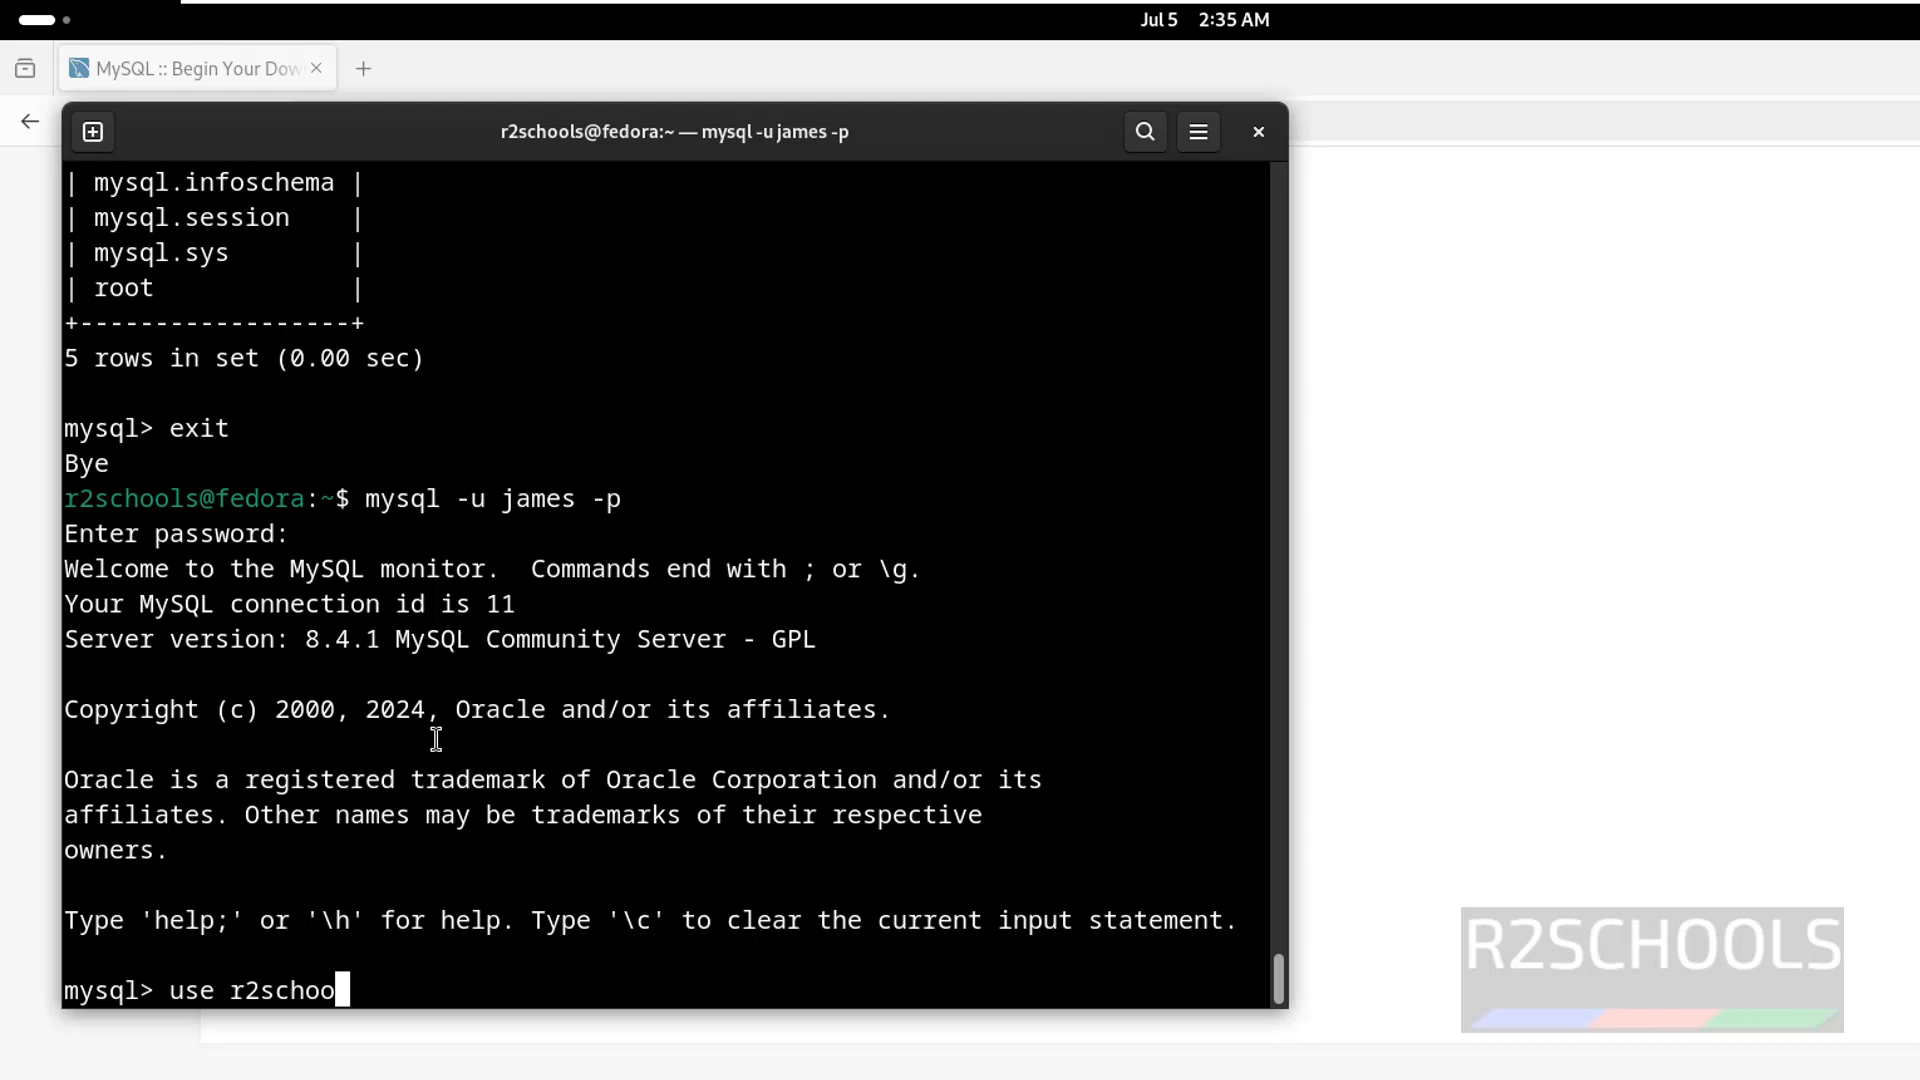 Jul 5 2:35 AM
MySQL :: Begin Your Dow
r2schools@fedora:~ — mysql -u james -p
| mysql.infoschema |
| mysql.session |
| mysql.sys |
| root |
+------------------+
5 rows in set (0.00 sec)
mysql> exit
Bye
r2schools@fedora:~$ mysql -u james -p
Enter password:
Welcome to the MySQL monitor. Commands end with ; or \g.
Your MySQL connection id is 11
Server version: 8.4.1 MySQL Community Server - GPL
Copyright (c) 2000, 2024, Oracle and/or its affiliates.
Oracle is a registered trademark of Oracle Corporation and/or its
affiliates. Other names may be trademarks of their respective
owners.
Type 'help;' or '\h' for help. Type '\c' to clear the current input statement.
mysql> use r2schoo
R2SCHOOLS